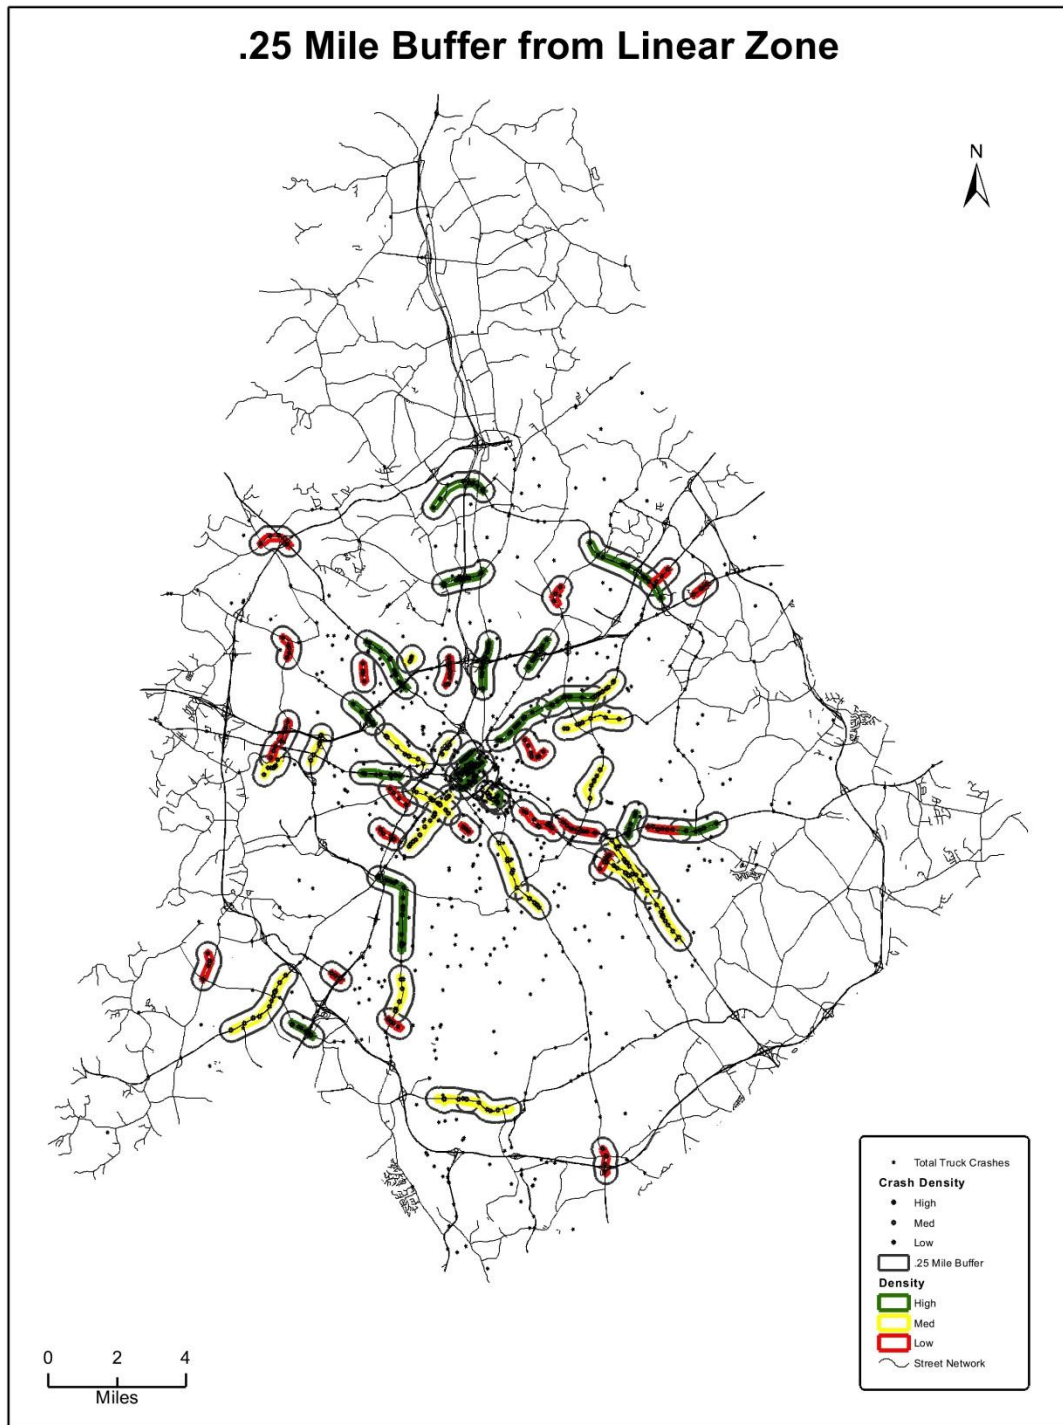 .25 Mile Buffer from Linear Zone
N
Total Truck Crashes
Crash Density
High
Med
Low
.25 Mile Buffer
Density
High
Med
Low
Street Network
0 2 4
Miles